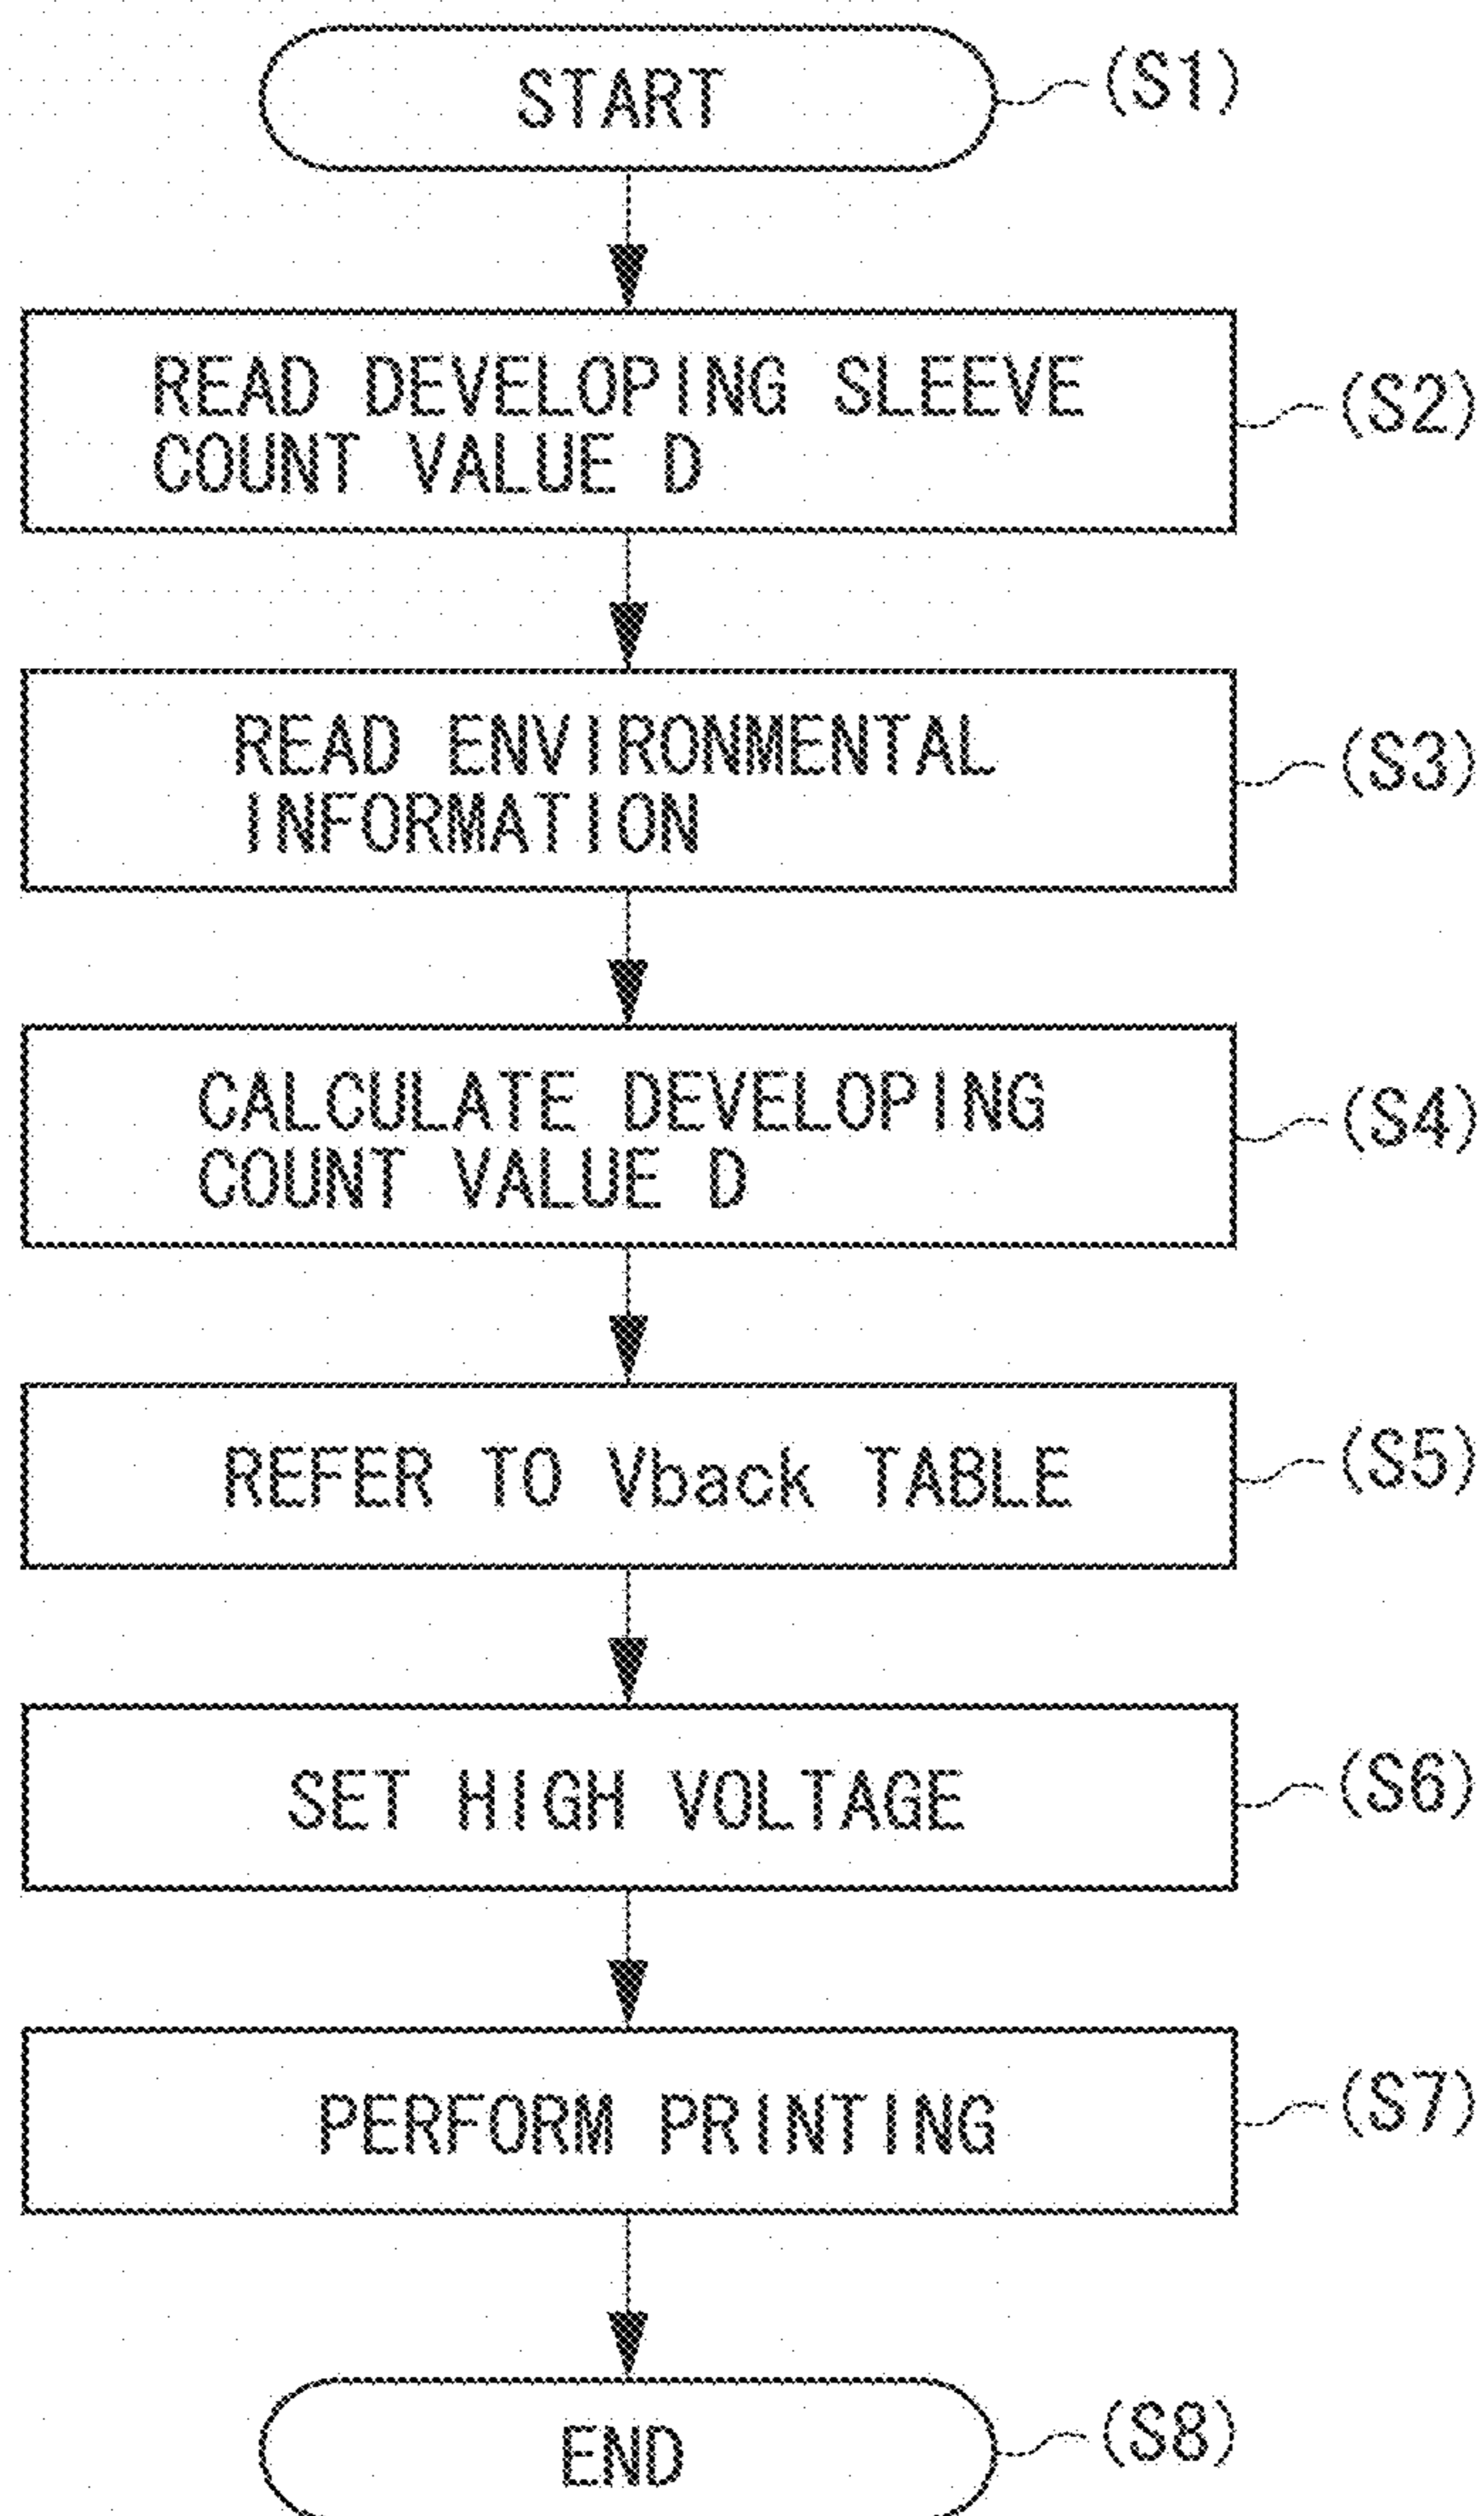 START
(S1)
READ DEVELOPING SLEEVE
COUNT VALUE D
(S2)
READ ENVIRONMENTAL
INFORMATION
(S3)
CALCULATE DEVELOPING
COUNT VALUE D
(S4)
REFER TO Vback TABLE
(S5)
SET HIGH VOLTAGE
(S6)
PERFORM PRINTING
(S7)
END
(S8)